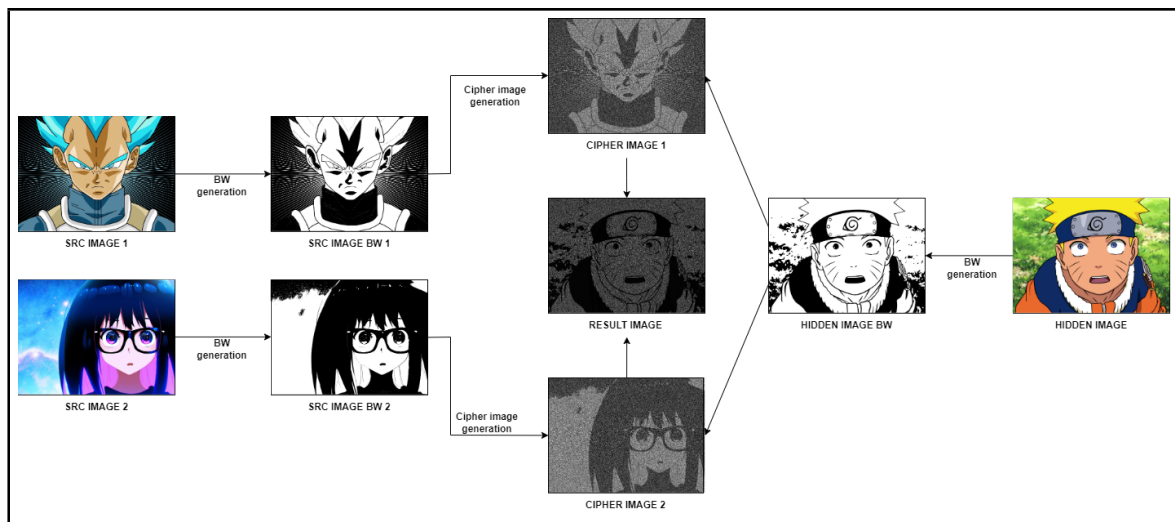 CIPHER IMAGE 1
Cipher image
generation
BW
generation
SRC IMAGE 1
SRC IMAGE BW 1
RESULT IMAGE
HIDDEN IMAGE BW
BW
generation
HIDDEN IMAGE
BW
generation
SRC IMAGE 2
SRC IMAGE BW 2
Cipher image
generation
CIPHER IMAGE 2